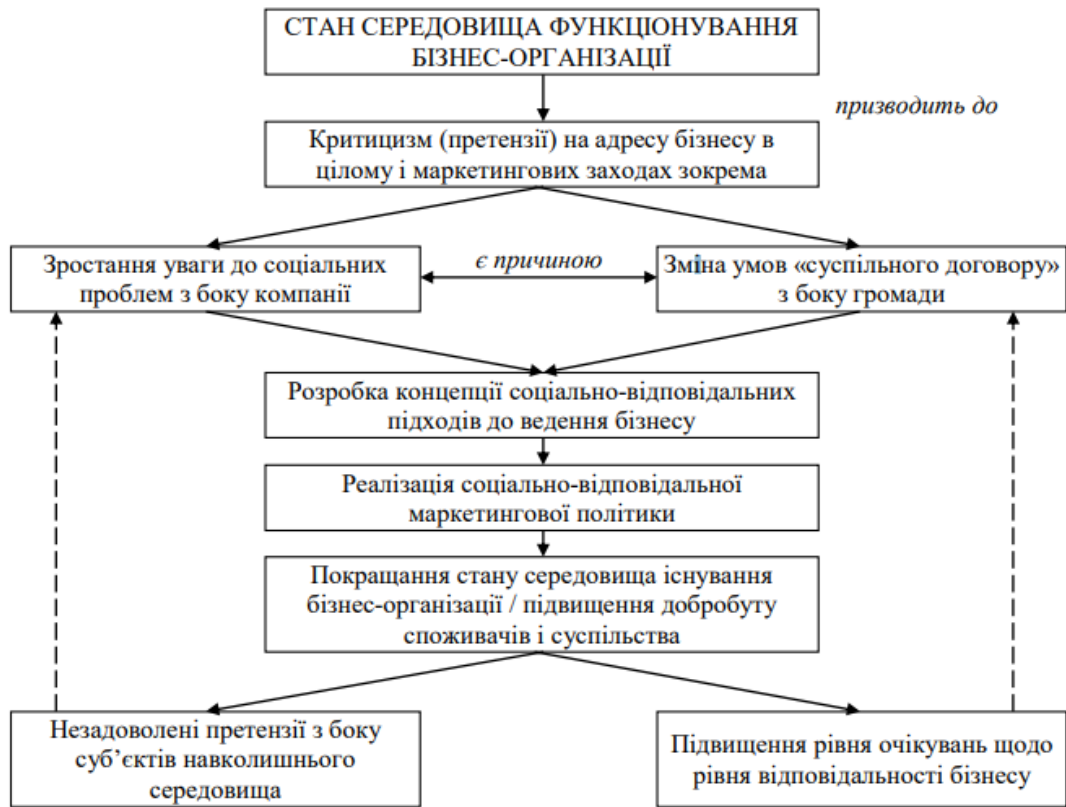 СТАН СЕРЕДОВИЩА ФУНКЦІОНУВАННЯ
БІЗНЕС-ОРГАНІЗАЦІЇ
призводить до
Критицизм (претензії) на адресу бізнесу в
цілому і маркетингових заходах зокрема
Зростання уваги до соціальних
проблем з боку компанії
є причиною
Зміна умов «суспільного договору»
з боку громади
Розробка концепції соціально-відповідальних
підходів до ведення бізнесу
Реалізація соціально-відповідальної
маркетингової політики
Покращання стану середовища існування
бізнес-організації / підвищення добробуту
споживачів і суспільства
Незадоволені претензії з боку
суб’єктів навколишнього
середовища
Підвищення рівня очікувань щодо
рівня відповідальності бізнесу